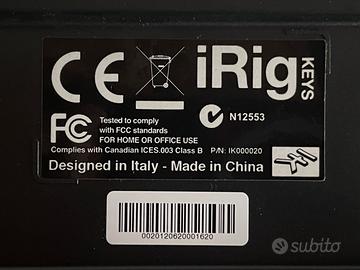 CE
iRig
KEYS
N12553
FC
Tested to comply
with FCC standards
FOR HOME OR OFFICE USE
Complies with Canadian ICES.003 Class B P/N: IK000020
Designed in Italy - Made in China
0020120620001620
subito